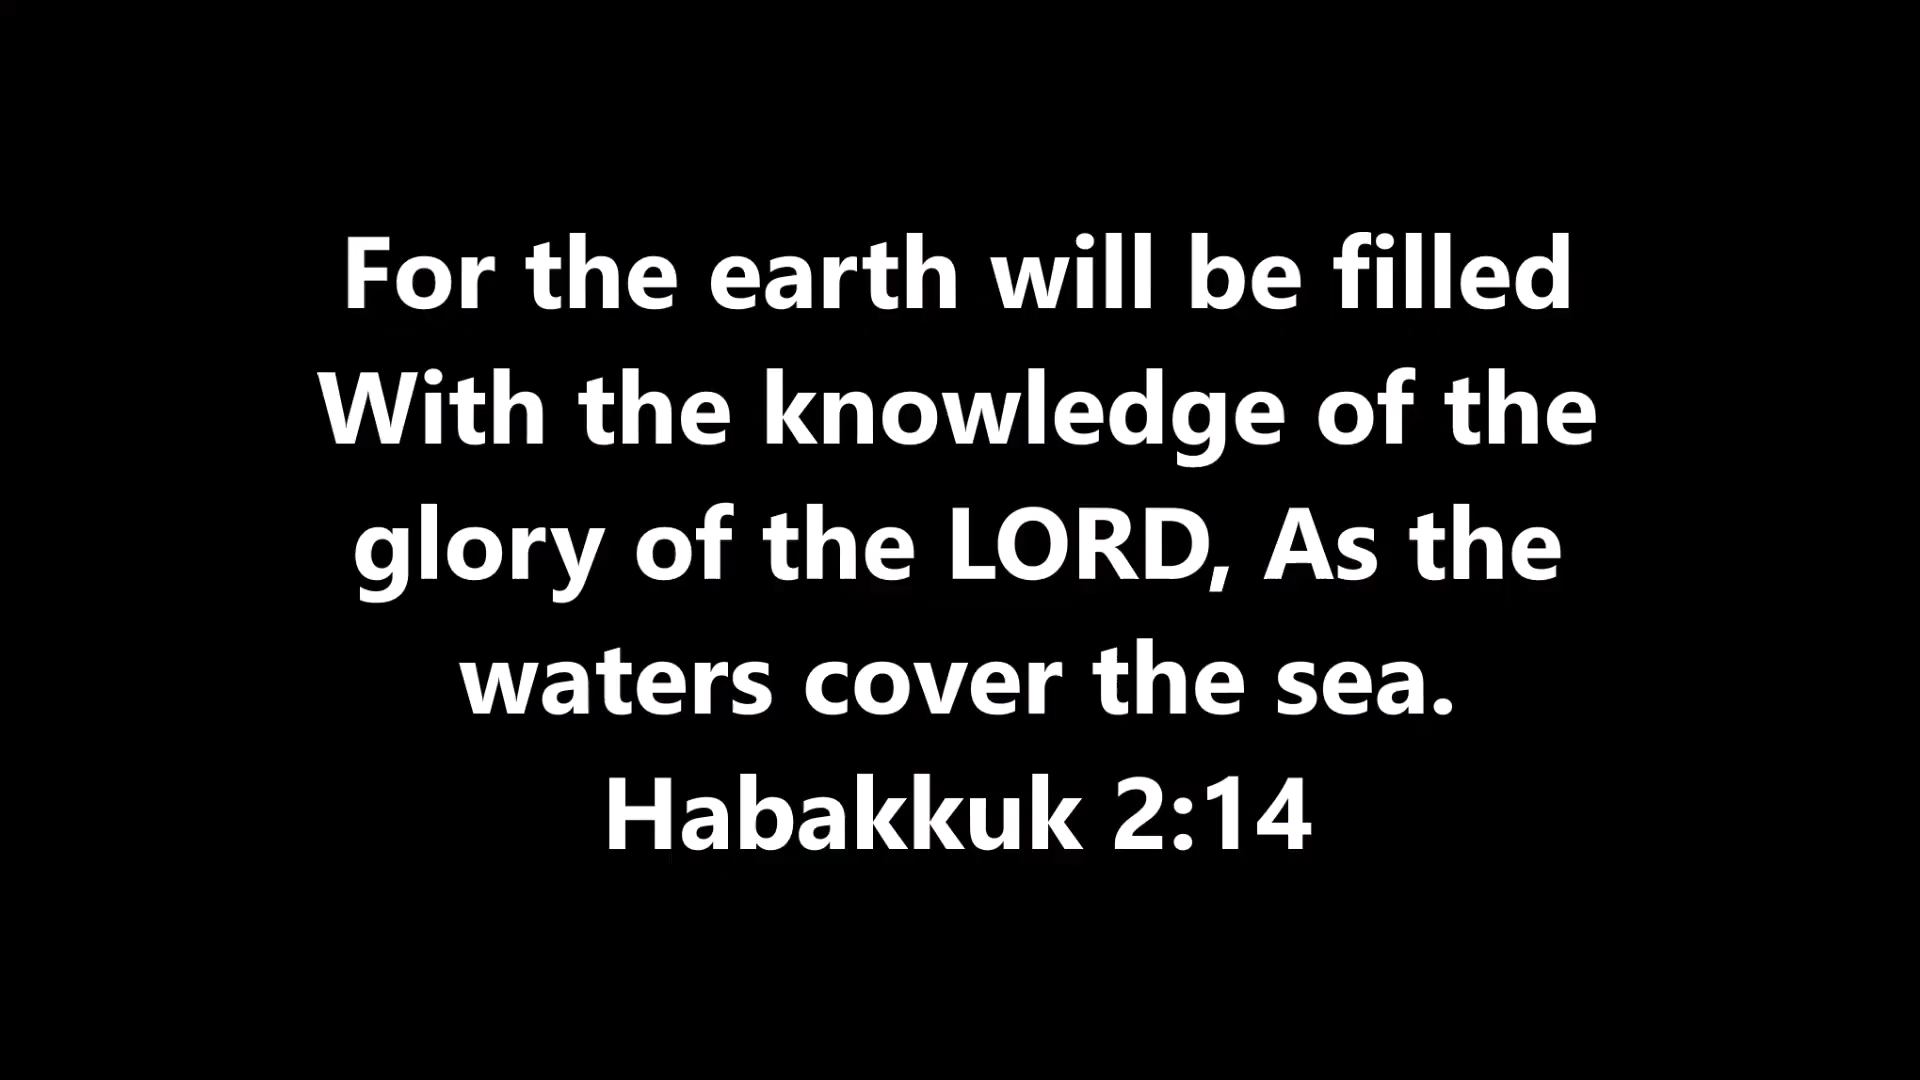 For the earth will be filled
With the knowledge of the
glory of the LORD, As the
waters cover the sea.
Habakkuk 2:14